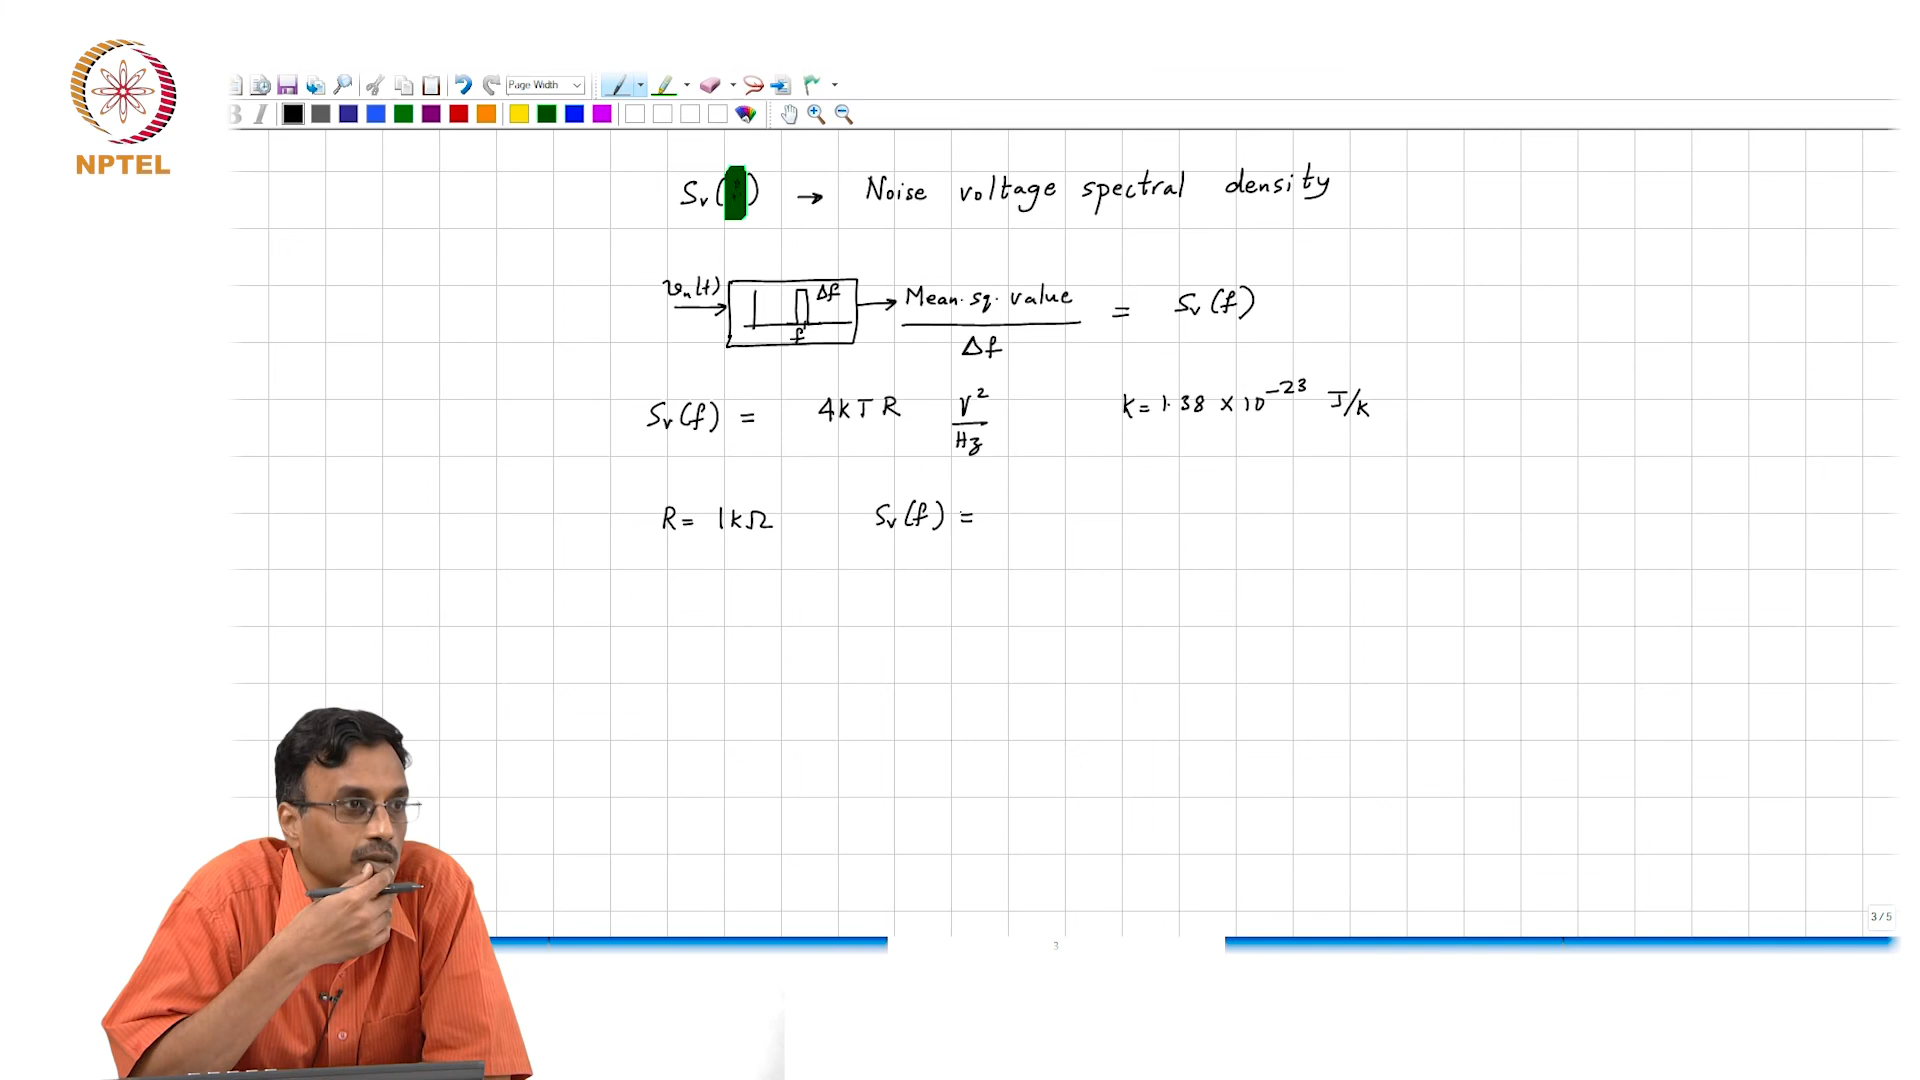 Page Width
B I
NPTEL
Sv(f) → Noise voltage spectral density
vn(t) Δf f → Mean. sq. value / Δf = Sv(f)
Sv(f) = 4kTR V²/Hz k = 1.38 × 10⁻²³ J/K
R = 1kΩ Sv(f) =
3 / 5
3